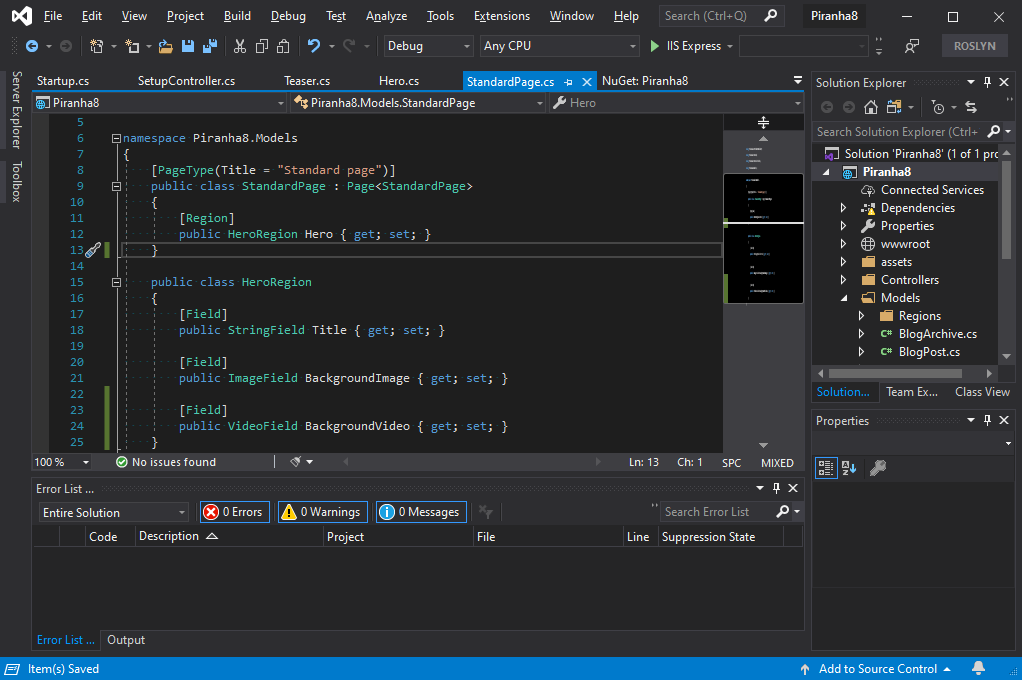 File Edit View Project Build Debug Test Analyze Tools Extensions Window Help Search (Ctrl+Q) Piranha8
Debug Any CPU IIS Express ROSLYN
Server Explorer
Toolbox
Startup.cs SetupController.cs Teaser.cs Hero.cs StandardPage.cs NuGet: Piranha8
Piranha8 Piranha8.Models.StandardPage Hero
5
6 namespace Piranha8.Models
7 {
8 [PageType(Title = "Standard page")]
9 public class StandardPage : Page<StandardPage>
10 {
11 [Region]
12 public HeroRegion Hero { get; set; }
13 }
14
15 public class HeroRegion
16 {
17 [Field]
18 public StringField Title { get; set; }
19
20 [Field]
21 public ImageField BackgroundImage { get; set; }
22
23 [Field]
24 public VideoField BackgroundVideo { get; set; }
25 }
100 % No issues found Ln: 13 Ch: 1 SPC MIXED
Solution Explorer
Search Solution Explorer (Ctrl+
Solution 'Piranha8' (1 of 1 prc
Piranha8
Connected Services
Dependencies
Properties
wwwroot
assets
Controllers
Models
Regions
C# BlogArchive.cs
C# BlogPost.cs
Solution... Team Ex... Class View
Properties
Error List ...
Entire Solution 0 Errors 0 Warnings 0 Messages Search Error List
Code Description Project File Line Suppression State
Error List ... Output
Item(s) Saved Add to Source Control